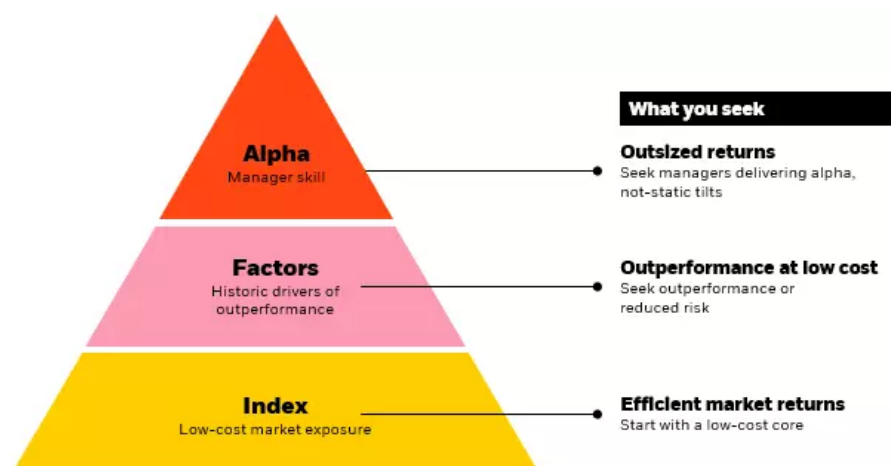 What you seek
Alpha
Manager skill
Outsized returns
Seek managers delivering alpha,
not-static tilts
Factors
Historic drivers of
outperformance
Outperformance at low cost
Seek outperformance or
reduced risk
Index
Low-cost market exposure
Efficient market returns
Start with a low-cost core